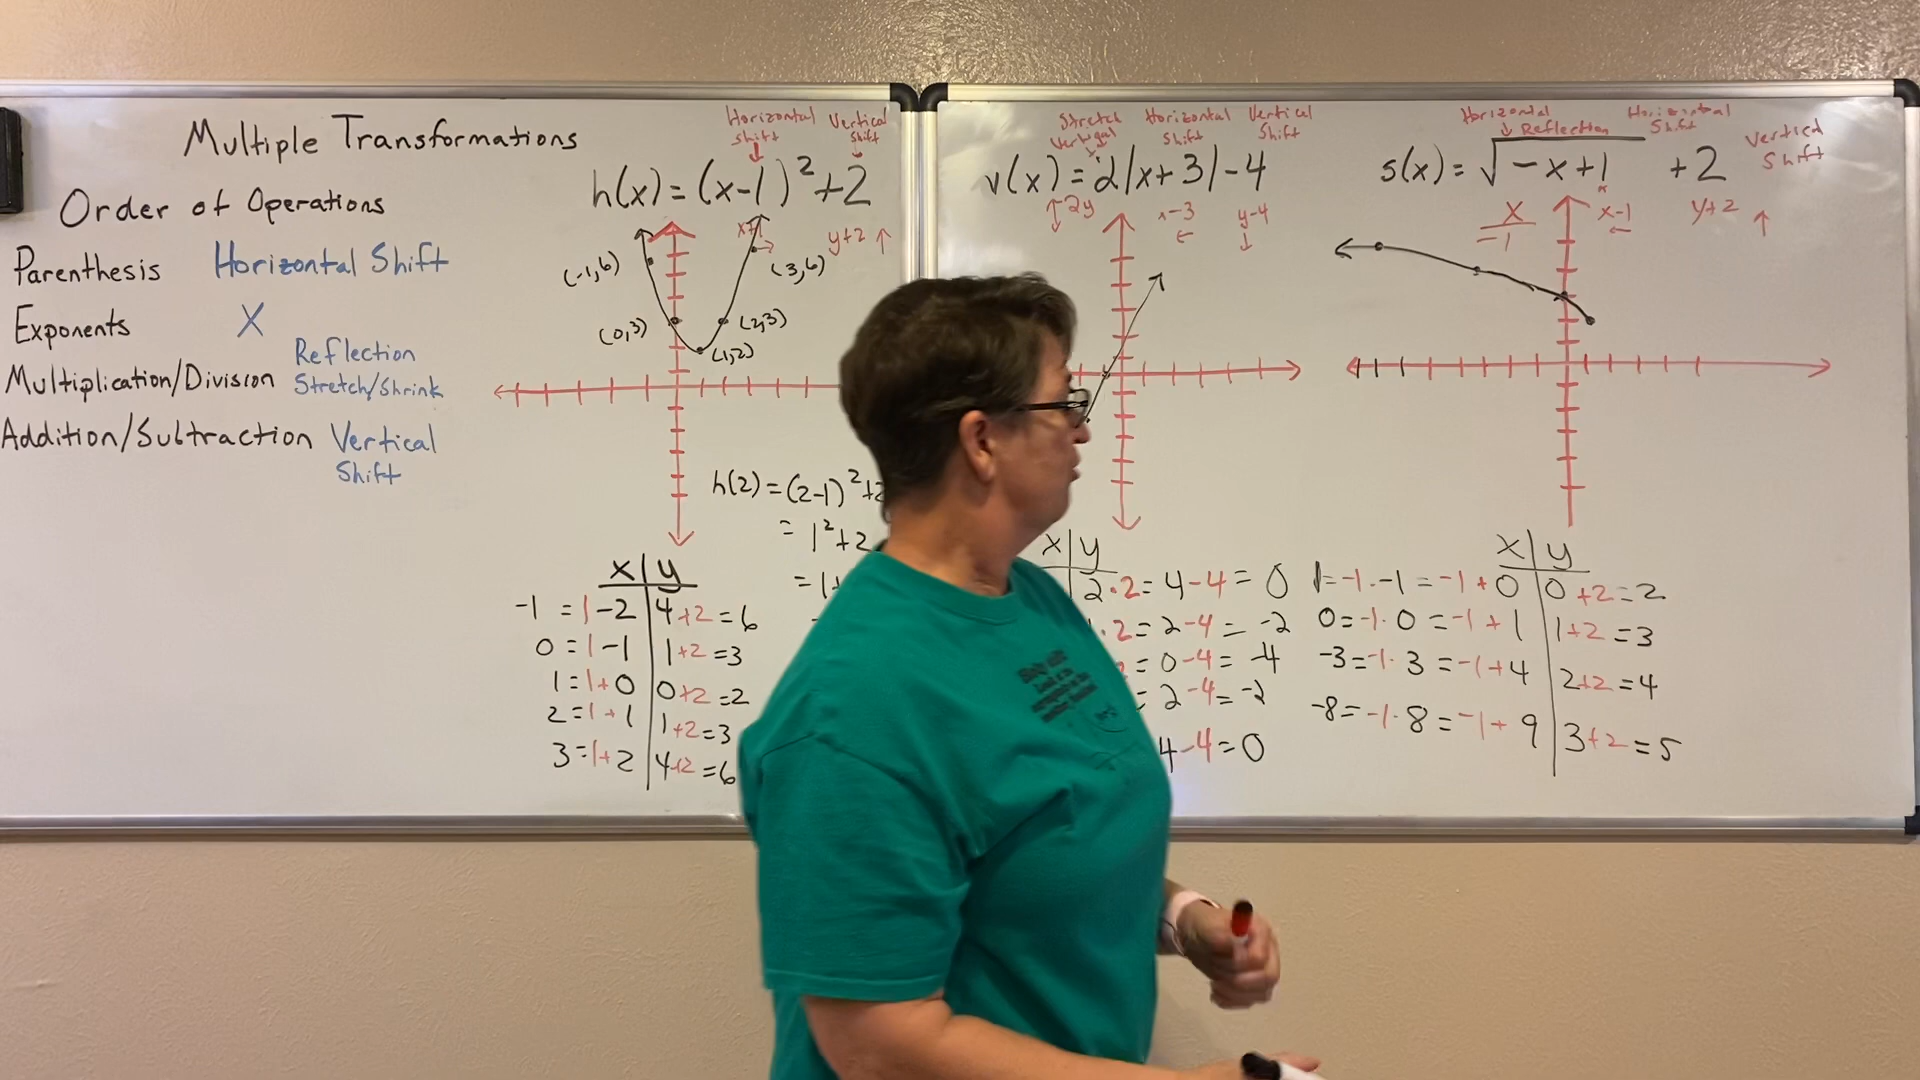 Multiple Transformations
Order of Operations
Parenthesis Horizontal Shift
Exponents X
Multiplication/Division Reflection Stretch/Shrink
Addition/Subtraction Vertical Shift
Horizontal Shift Vertical Shift
h(x) = (x-1)²+2
x+1 y+2
(-1,6) (3,6)
(0,3) (2,3)
(1,2)
h(2) = (2-1)²+2
= 1²+2
= 1+
x y
-1 = 1-2 4+2 = 6
0 = 1-1 1+2 = 3
1 = 1+0 0+2 = 2
2 = 1+1 1+2 = 3
3 = 1+2 4+2 = 6
Stretch Vertical Horizontal Shift Vertical Shift
v(x) = 2|x+3|-4
2y x-3 y-4
x y
2·2 = 4-4 = 0
·2 = 2-4 = -2
= 0-4 = -4
= 2-4 = -2
4-4 = 0
Horizontal Reflection Horizontal Shift Vertical Shift
s(x) = √-x+1 +2
x/-1 x-1 y+2
x y
1 = -1·-1 = -1+0 0+2 = 2
0 = -1·0 = -1+1 1+2 = 3
-3 = -1·3 = -1+4 2+2 = 4
-8 = -1·8 = -1+9 3+2 = 5